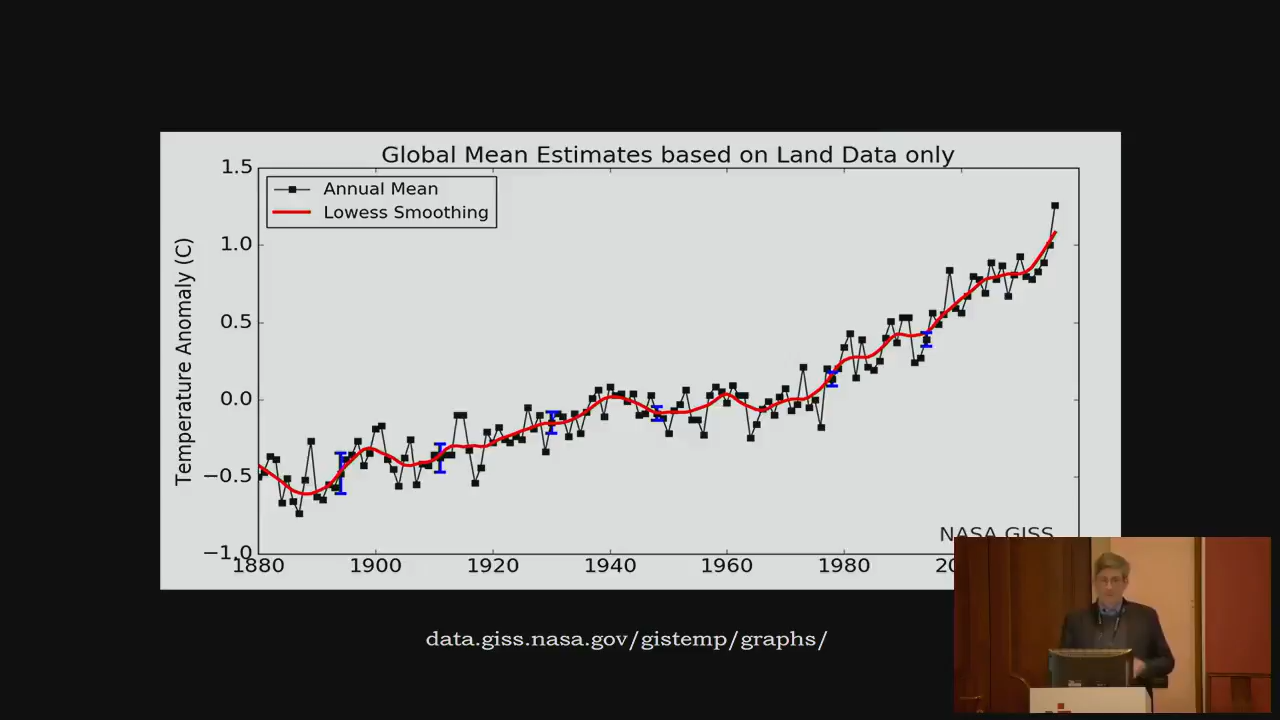 Global Mean Estimates based on Land Data only
1.5
1.0
0.5
0.0
−0.5
−1.0
Temperature Anomaly (C)
Annual Mean
Lowess Smoothing
NASA GISS
1880 1900 1920 1940 1960 1980
data.giss.nasa.gov/gistemp/graphs/